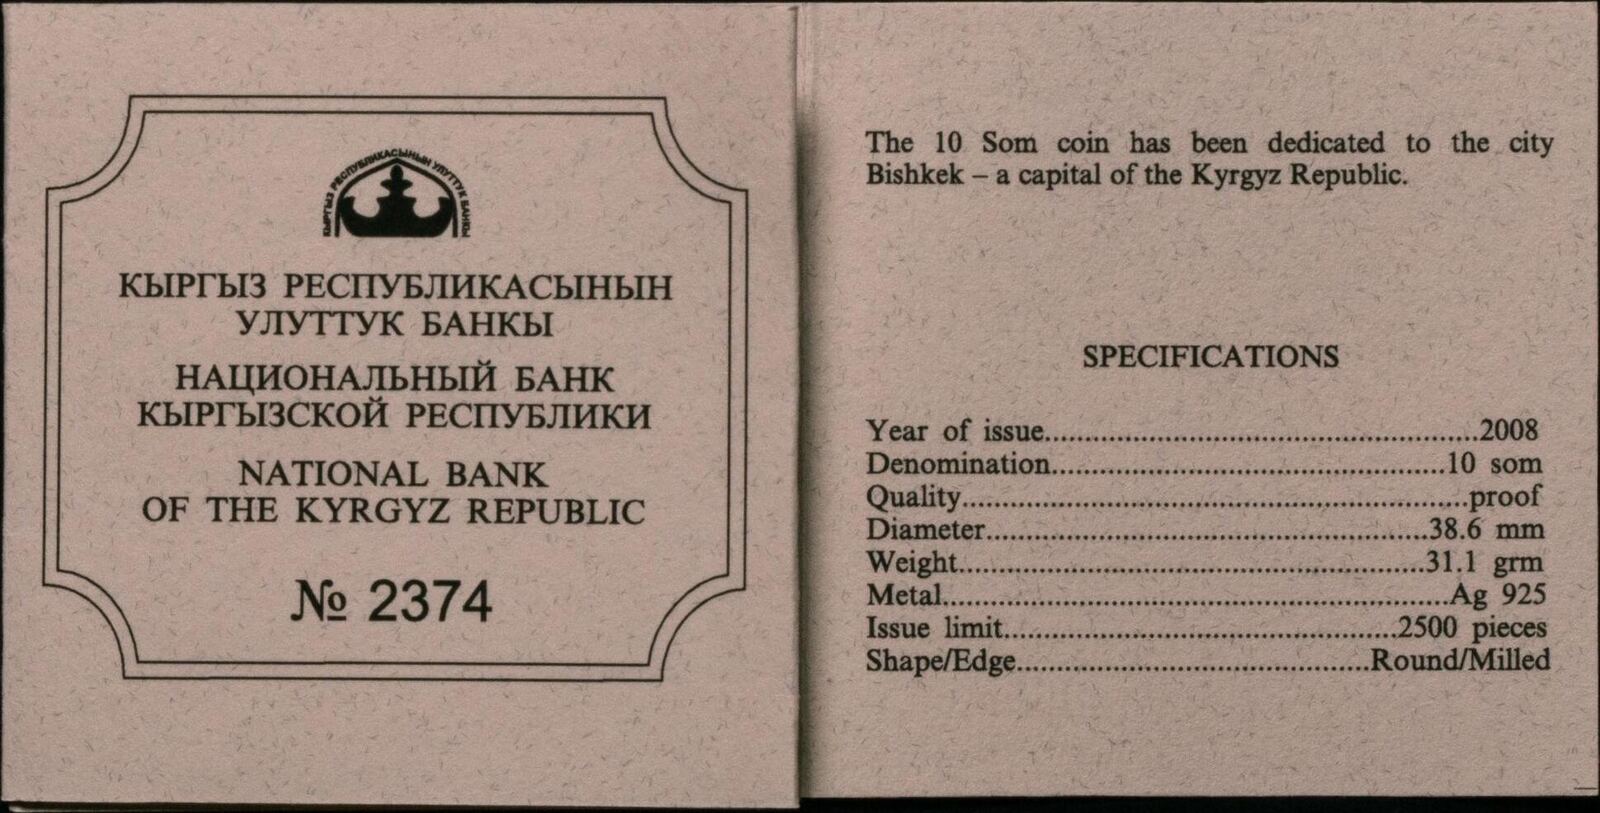 КЫРГЫЗ РЕСПУБЛИКАСЫНЫН УЛУТТУК БАНКЫ
КЫРГЫЗ РЕСПУБЛИКАСЫНЫН
УЛУТТУК БАНКЫ
НАЦИОНАЛЬНЫЙ БАНК
КЫРГЫЗСКОЙ РЕСПУБЛИКИ
NATIONAL BANK
OF THE KYRGYZ REPUBLIC
№ 2374
The 10 Som coin has been dedicated to the city
Bishkek – a capital of the Kyrgyz Republic.
SPECIFICATIONS
Year of issue....................................................2008
Denomination...............................................10 som
Quality.............................................................proof
Diameter.....................................................38.6 mm
Weight........................................................31.1 grm
Metal.............................................................Ag 925
Issue limit...............................................2500 pieces
Shape/Edge..........................................Round/Milled